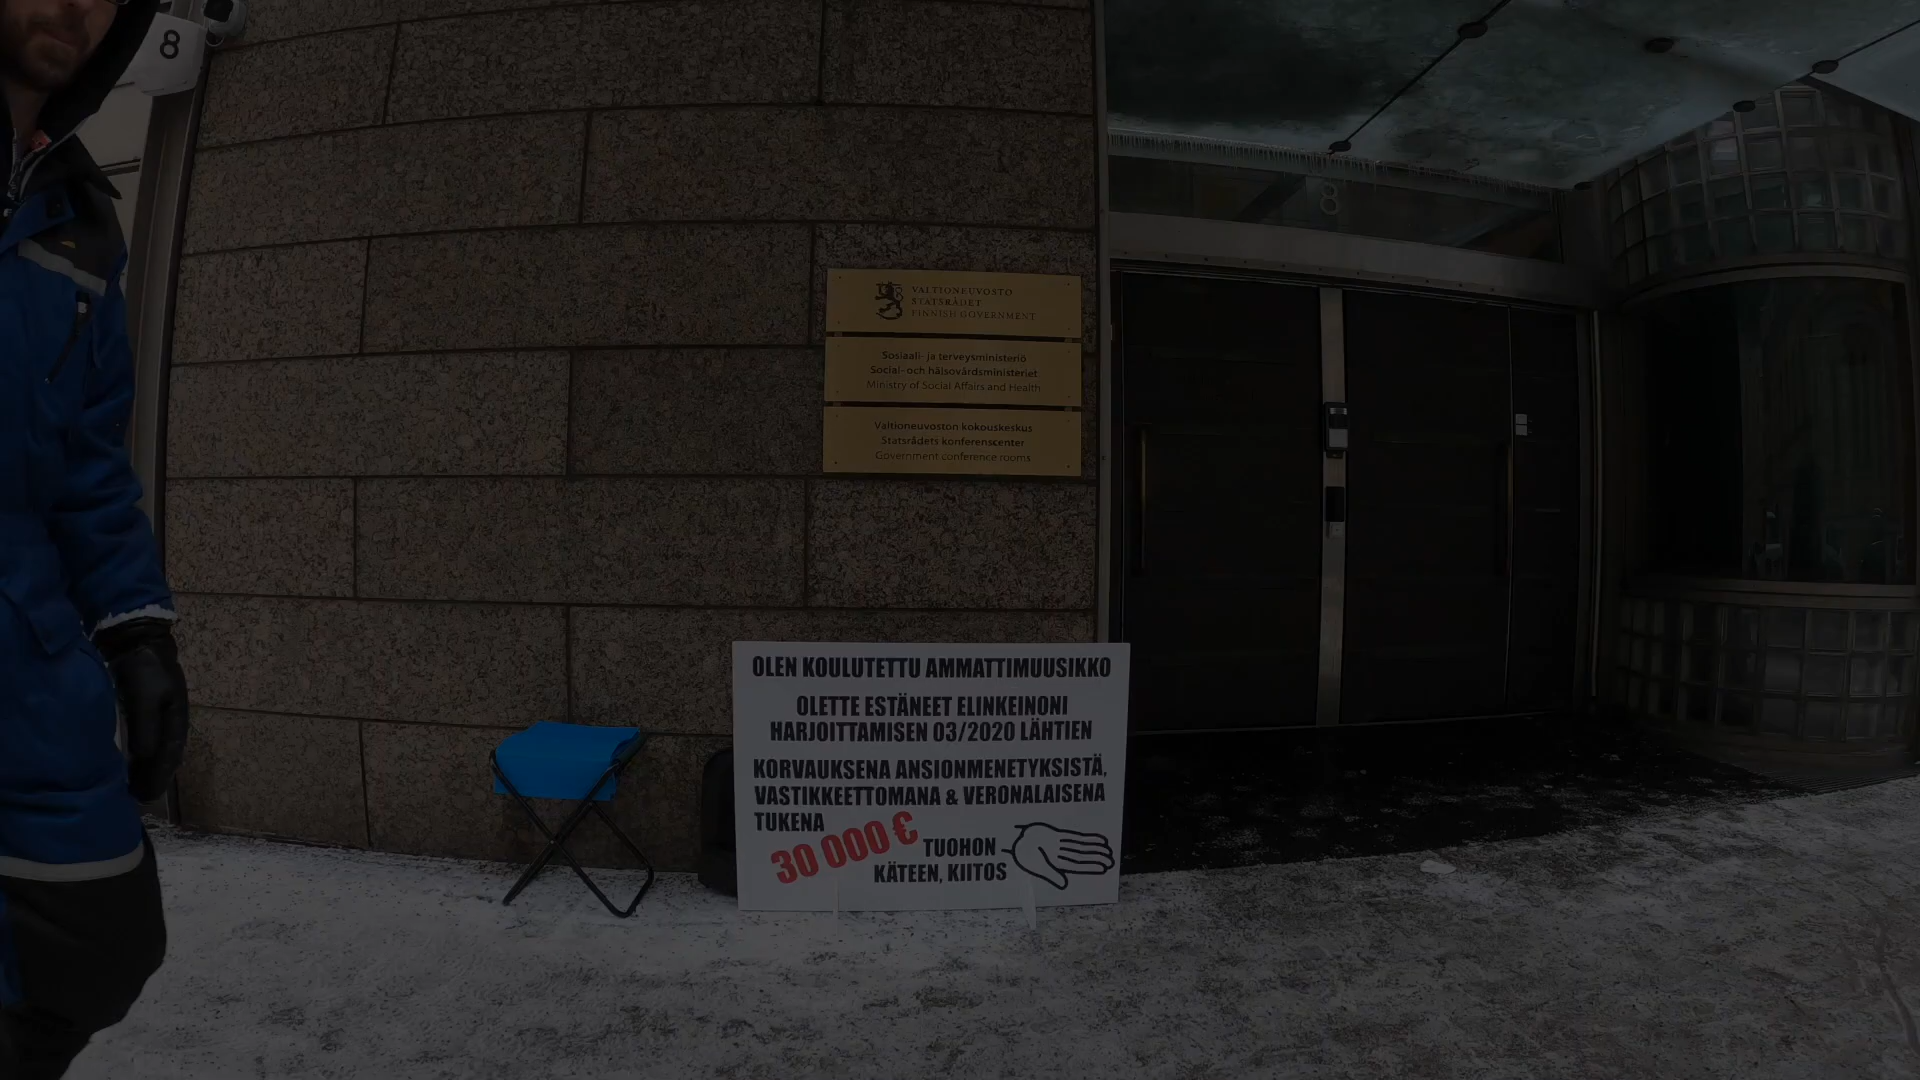 8
8
VALTIONEUVOSTO
STATSRÅDET
FINNISH GOVERNMENT
Sosiaali- ja terveysministeriö
Social- och hälsovårdsministeriet
Ministry of Social Affairs and Health
Valtioneuvoston kokouskeskus
Statsrådets konferenscenter
Government conference rooms
OLEN KOULUTETTU AMMATTIMUUSIKKO
OLETTE ESTÄNEET ELINKEINONI
HARJOITTAMISEN 03/2020 LÄHTIEN
KORVAUKSENA ANSIONMENETYKSISTÄ,
VASTIKKEETTOMANA & VERONALAISENA
TUKENA
30 000 €
TUOHON
KÄTEEN, KIITOS